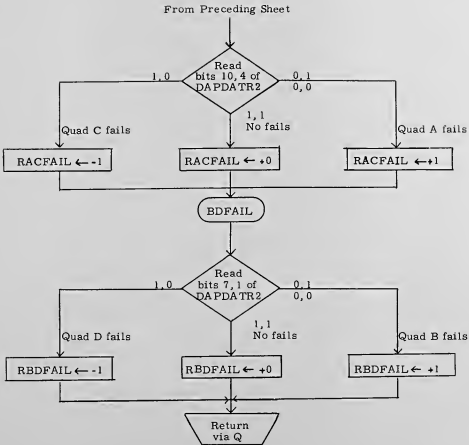 From Preceding Sheet
Read
bits 10, 4 of
DAPDATR2
1, 0
0, 1
0, 0
1, 1
No fails
Quad C fails
Quad A fails
RACFAIL ← -1
RACFAIL ← +0
RACFAIL ← +1
BDFAIL
Read
bits 7, 1 of
DAPDATR2
1, 0
0, 1
0, 0
1, 1
No fails
Quad D fails
Quad B fails
RBDFAIL ← -1
RBDFAIL ← +0
RBDFAIL ← +1
Return
via Q